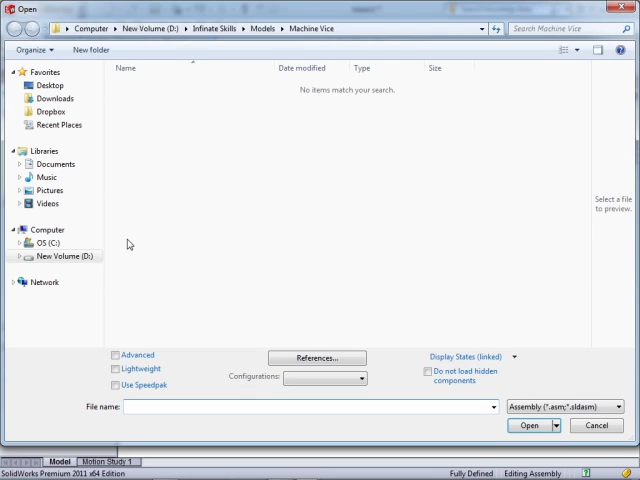 Open
Computer New Volume (D:) Infinate Skills Models Machine Vice Search Machine Vice
Organize New folder
Name Date modified Type Size
No items match your search.
Favorites
Desktop
Downloads
Dropbox
Recent Places
Libraries
Documents
Music
Pictures
Videos
Computer
OS (C:)
New Volume (D:)
Network
Select a file
to preview.
Advanced
Lightweight
Use Speedpak
References...
Configurations:
Display States (linked)
Do not load hidden
components
File name: Assembly (*.asm;*.sldasm)
Open Cancel
Model Motion Study 1
SolidWorks Premium 2011 x64 Edition Fully Defined Editing Assembly